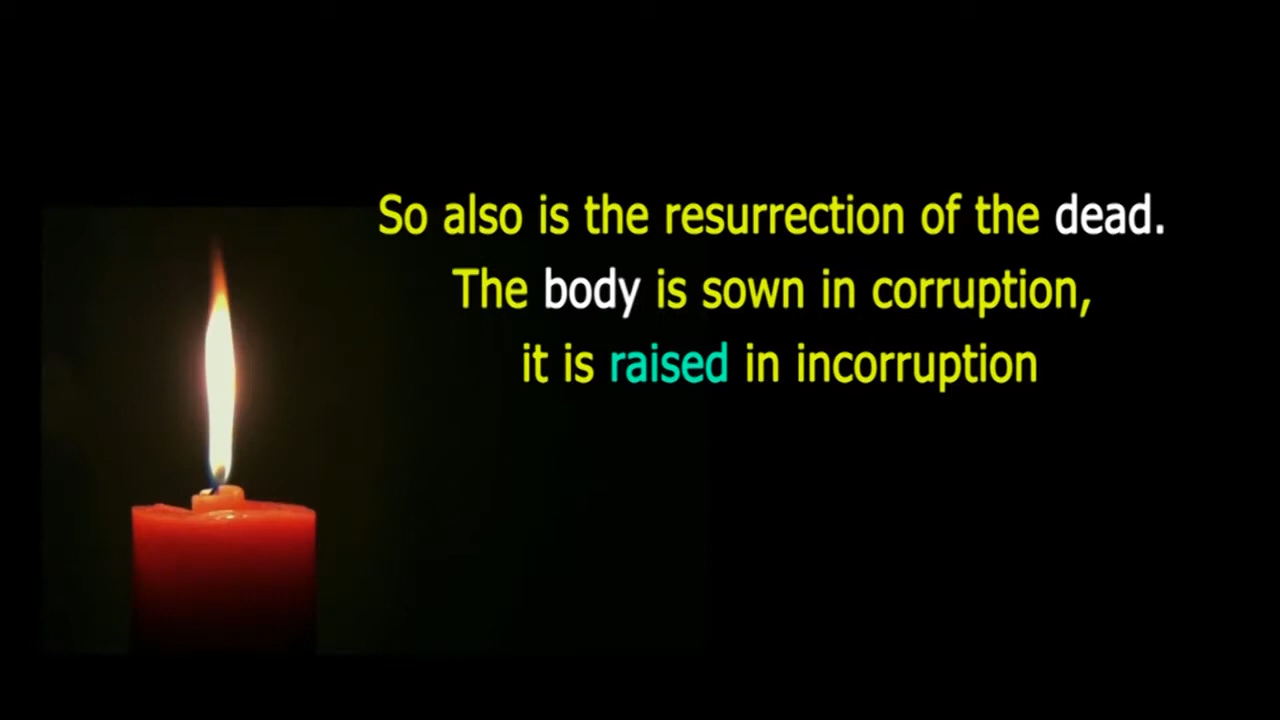 So also is the resurrection of the dead.
The body is sown in corruption,
it is raised in incorruption